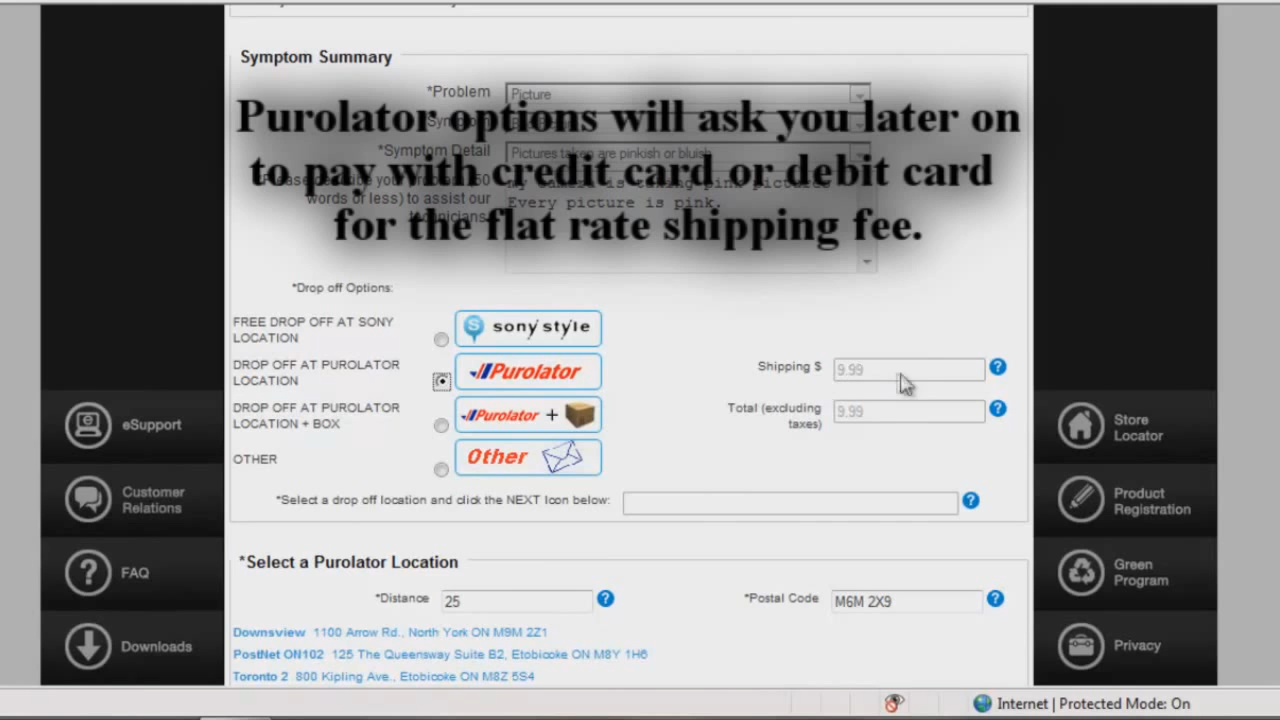 Symptom Summary
*Problem
Picture
Purolator options will ask you later on
*Symptom Detail
Pictures taken are pinkish or bluish
to pay with credit card or debit card
words or less) to assist our
Every picture is pink.
for the flat rate shipping fee.
*Drop off Options:
FREE DROP OFF AT SONY
LOCATION
S sony style
DROP OFF AT PUROLATOR
LOCATION
Purolator
Shipping $
9.99
?
DROP OFF AT PUROLATOR
LOCATION + BOX
Purolator +
Total (excluding
taxes)
9.99
?
OTHER
Other
*Select a drop off location and click the NEXT Icon below:
?
*Select a Purolator Location
*Distance
25
?
*Postal Code
M6M 2X9
?
Downsview 1100 Arrow Rd., North York ON M9M 2Z1
PostNet ON102 125 The Queensway Suite B2, Etobicoke ON M8Y 1H6
Toronto 2 800 Kipling Ave., Etobicoke ON M8Z 5S4
eSupport
Customer
Relations
?
FAQ
Downloads
Store
Locator
Product
Registration
Green
Program
Privacy
Internet | Protected Mode: On